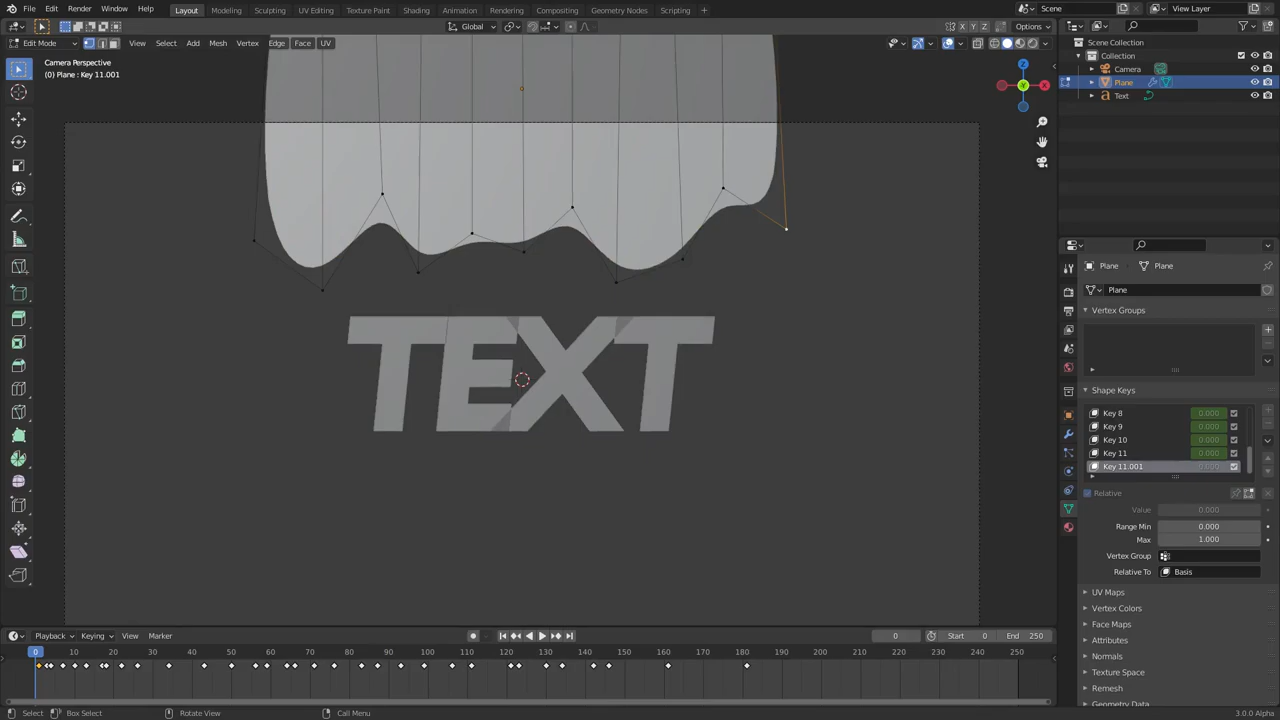 File Edit Render Window Help
Layout Modeling Sculpting UV Editing Texture Paint Shading Animation Rendering Compositing Geometry Nodes Scripting
Scene
View Layer
Global
X Y Z
Options
Edit Mode
View Select Add Mesh Vertex Edge Face UV
Camera Perspective
(0) Plane : Key 11.001
Scene Collection
Collection
Camera
Plane
Text
Z
Y
X
TEXT
Plane
Plane
Plane
Vertex Groups
Shape Keys
Key 8 0.000
Key 9 0.000
Key 10 0.000
Key 11 0.000
Key 11.001 0.000
Relative
Value 0.000
Range Min 0.000
Max 1.000
Vertex Group
Relative To Basis
UV Maps
Vertex Colors
Face Maps
Attributes
Normals
Texture Space
Remesh
Geometry Data
Playback Keying View Marker
0 Start 0 End 250
0 10 20 30 40 50 60 70 80 90 100 110 120 130 140 150 160 170 180 190 200 210 220 230 240 250
Select Box Select Rotate View Call Menu
3.0.0 Alpha